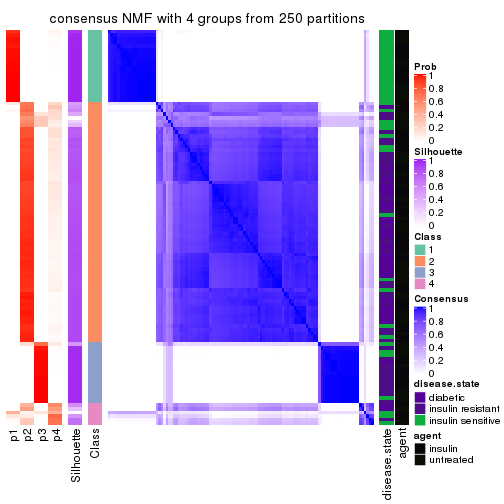 consensus NMF with 4 groups from 250 partitions
Prob
1
0.8
0.6
0.4
0.2
0
Silhouette
1
0.8
0.6
0.4
0.2
0
Class
1
2
3
4
Consensus
1
0.8
0.6
0.4
0.2
0
disease.state
diabetic
insulin resistant
insulin sensitive
agent
insulin
untreated
p1
p2
p3
p4
Silhouette
Class
disease.state
agent